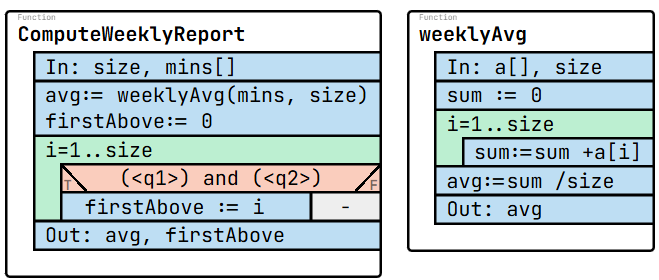 Function
ComputeWeeklyReport
In: size, mins[]
avg:= weeklyAvg(mins, size)
firstAbove:= 0
i=1..size
T (<q1>) and (<q2>) F
firstAbove := i -
Out: avg, firstAbove
Function
weeklyAvg
In: a[], size
sum := 0
i=1..size
sum:=sum +a[i]
avg:=sum /size
Out: avg